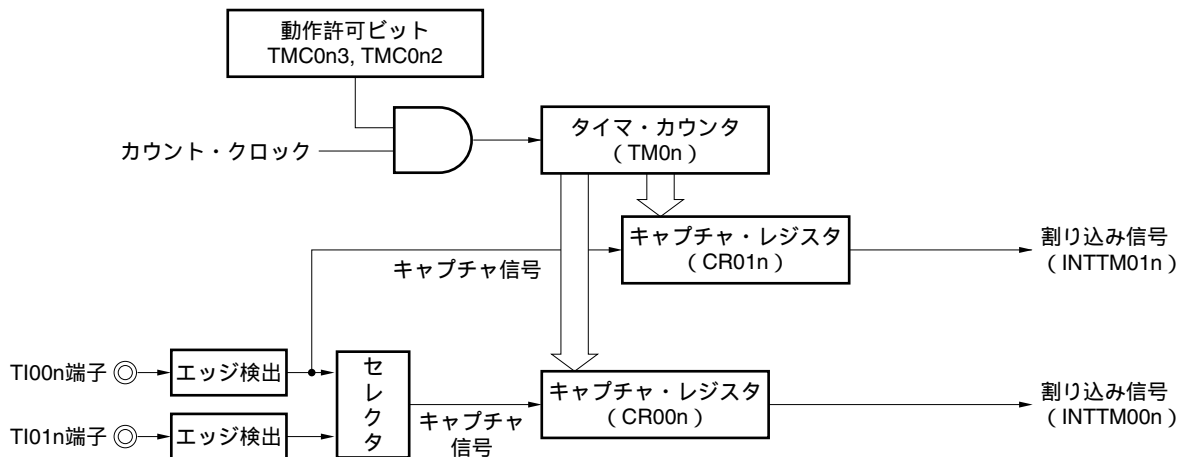 動作許可ビット
TMC0n3, TMC0n2
カウント・クロック
タイマ・カウンタ
（TM0n）
キャプチャ・レジスタ
（CR01n）
割り込み信号
（INTTM01n）
キャプチャ信号
TI00n端子
エッジ検出
セレクタ
キャプチャ・レジスタ
（CR00n）
割り込み信号
（INTTM00n）
キャプチャ
信号
TI01n端子
エッジ検出